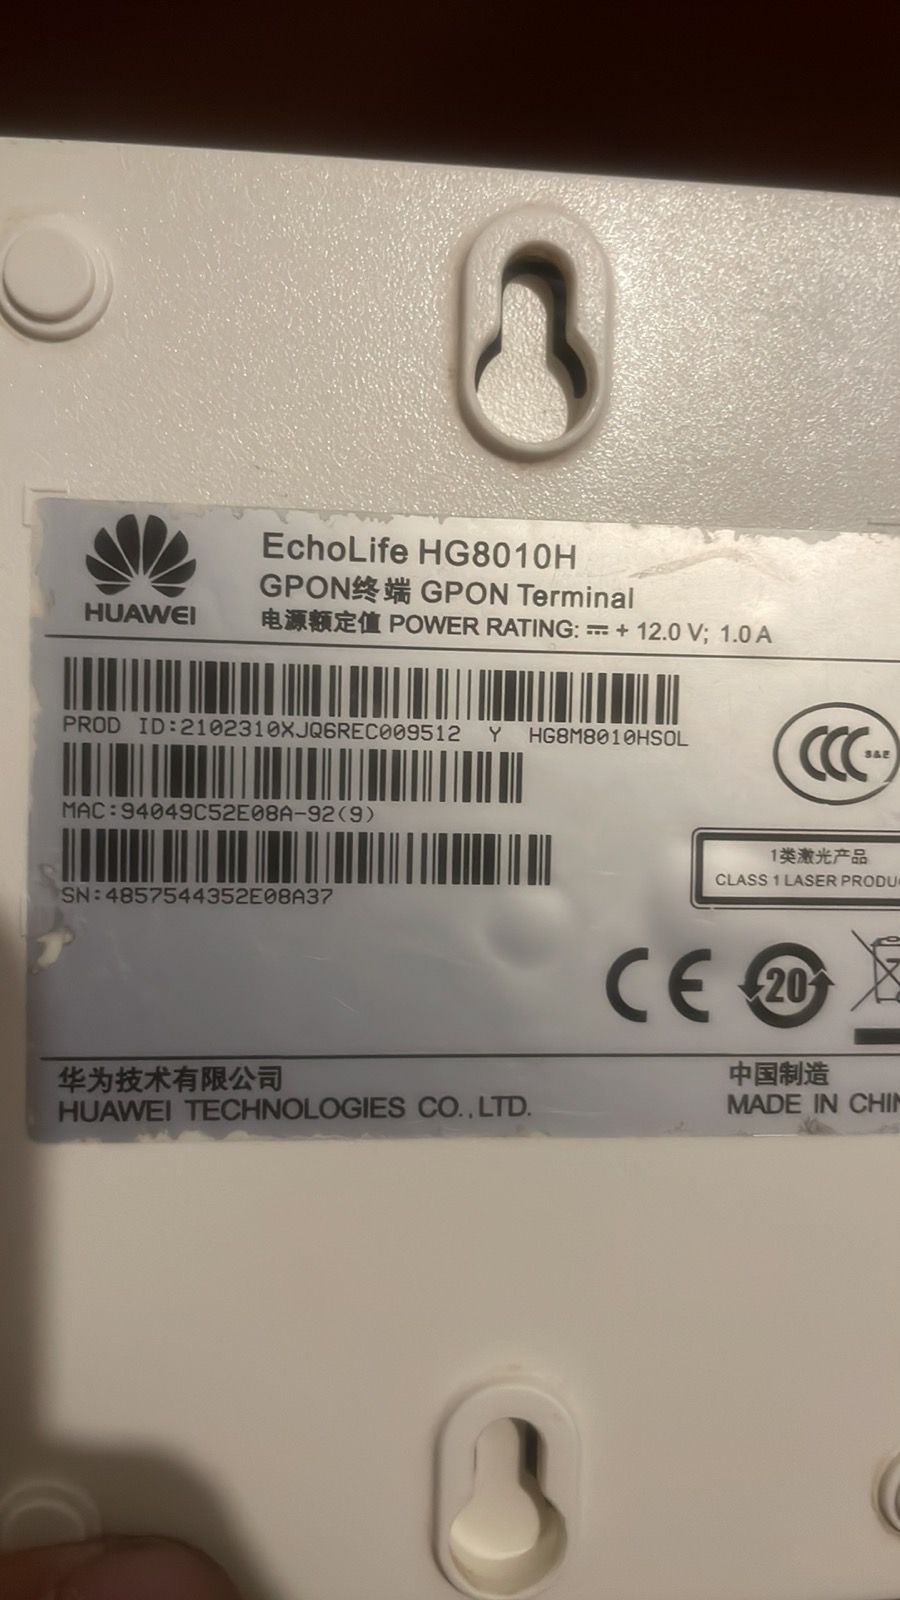 HUAWEI
EchoLife HG8010H
GPON终端 GPON Terminal
电源额定值 POWER RATING: ⎓ + 12.0 V; 1.0 A
PROD ID:2102310XJQ6REC009512 Y HG8M8010HSOL
MAC:94049C52E08A-92(9)
SN:4857544352E08A37
CCC S&E
1类激光产品
CLASS 1 LASER PRODU
CE 20
华为技术有限公司
HUAWEI TECHNOLOGIES CO.,LTD.
中国制造
MADE IN CHIN